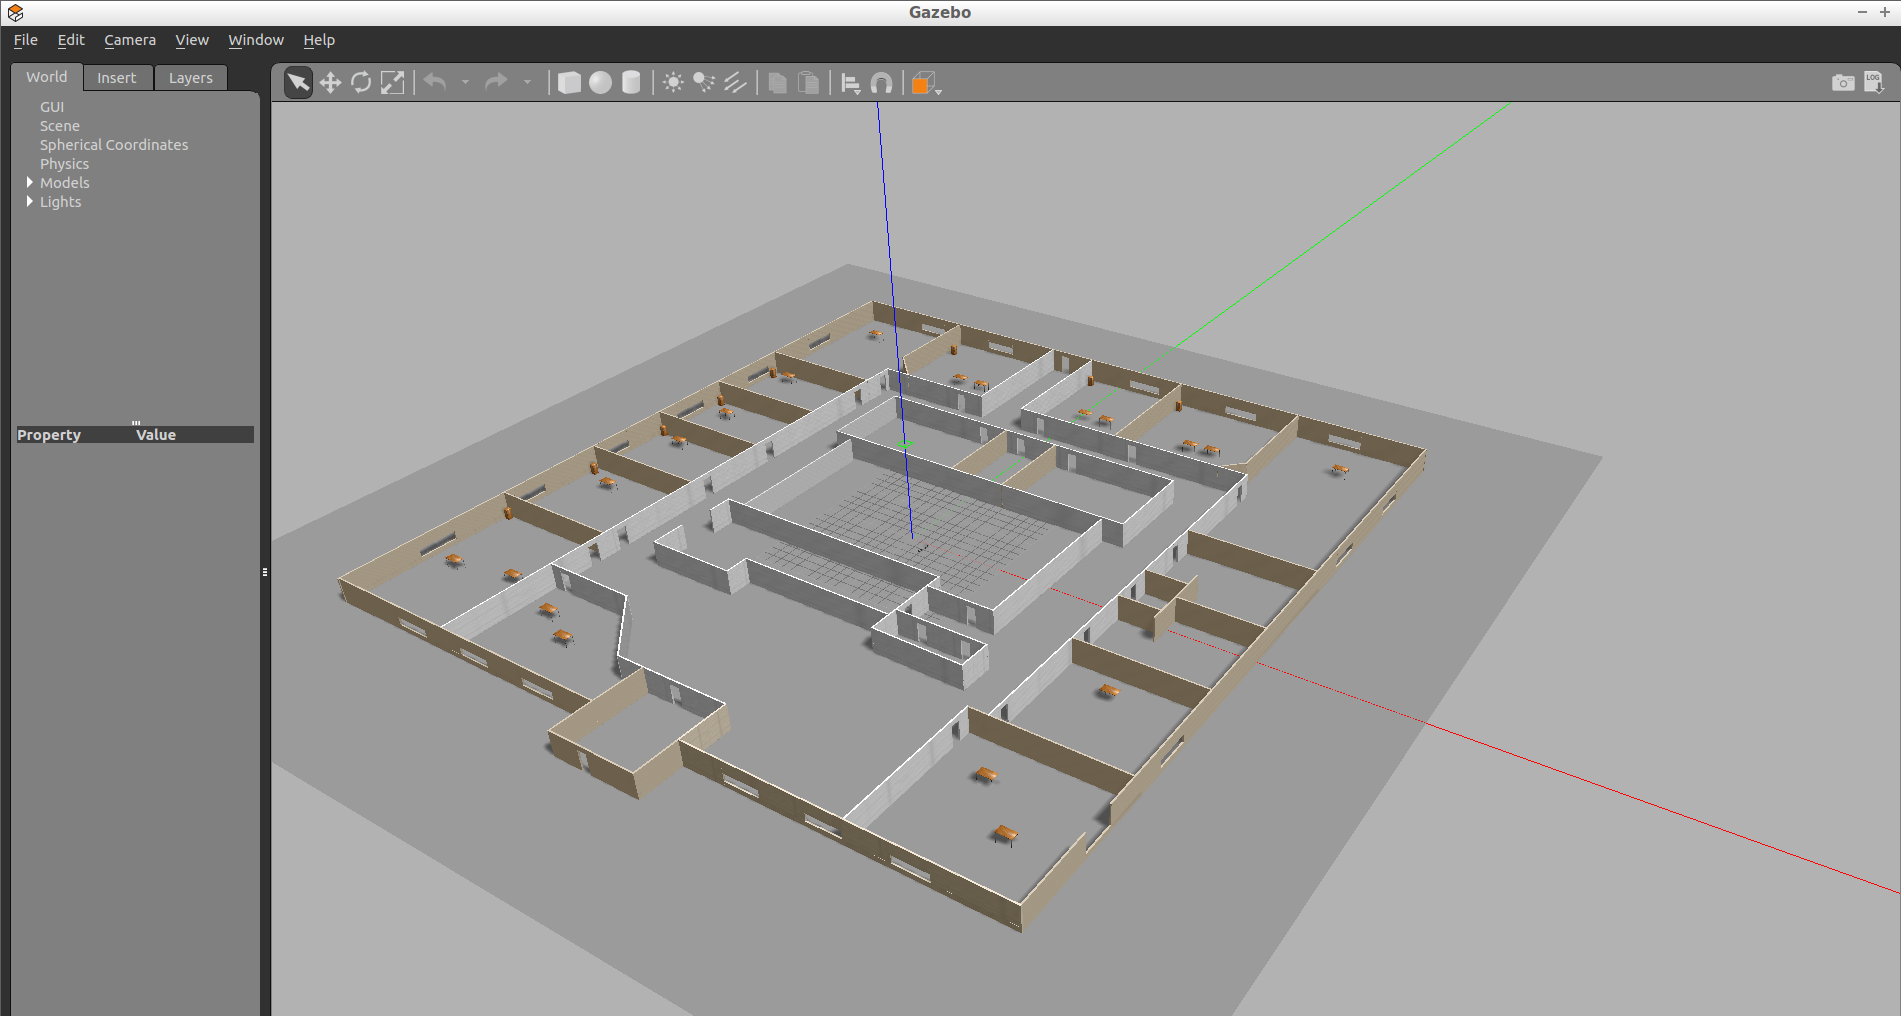 Gazebo
File Edit Camera View Window Help
World Insert Layers
GUI
Scene
Spherical Coordinates
Physics
Models
Lights
Property Value
LOG